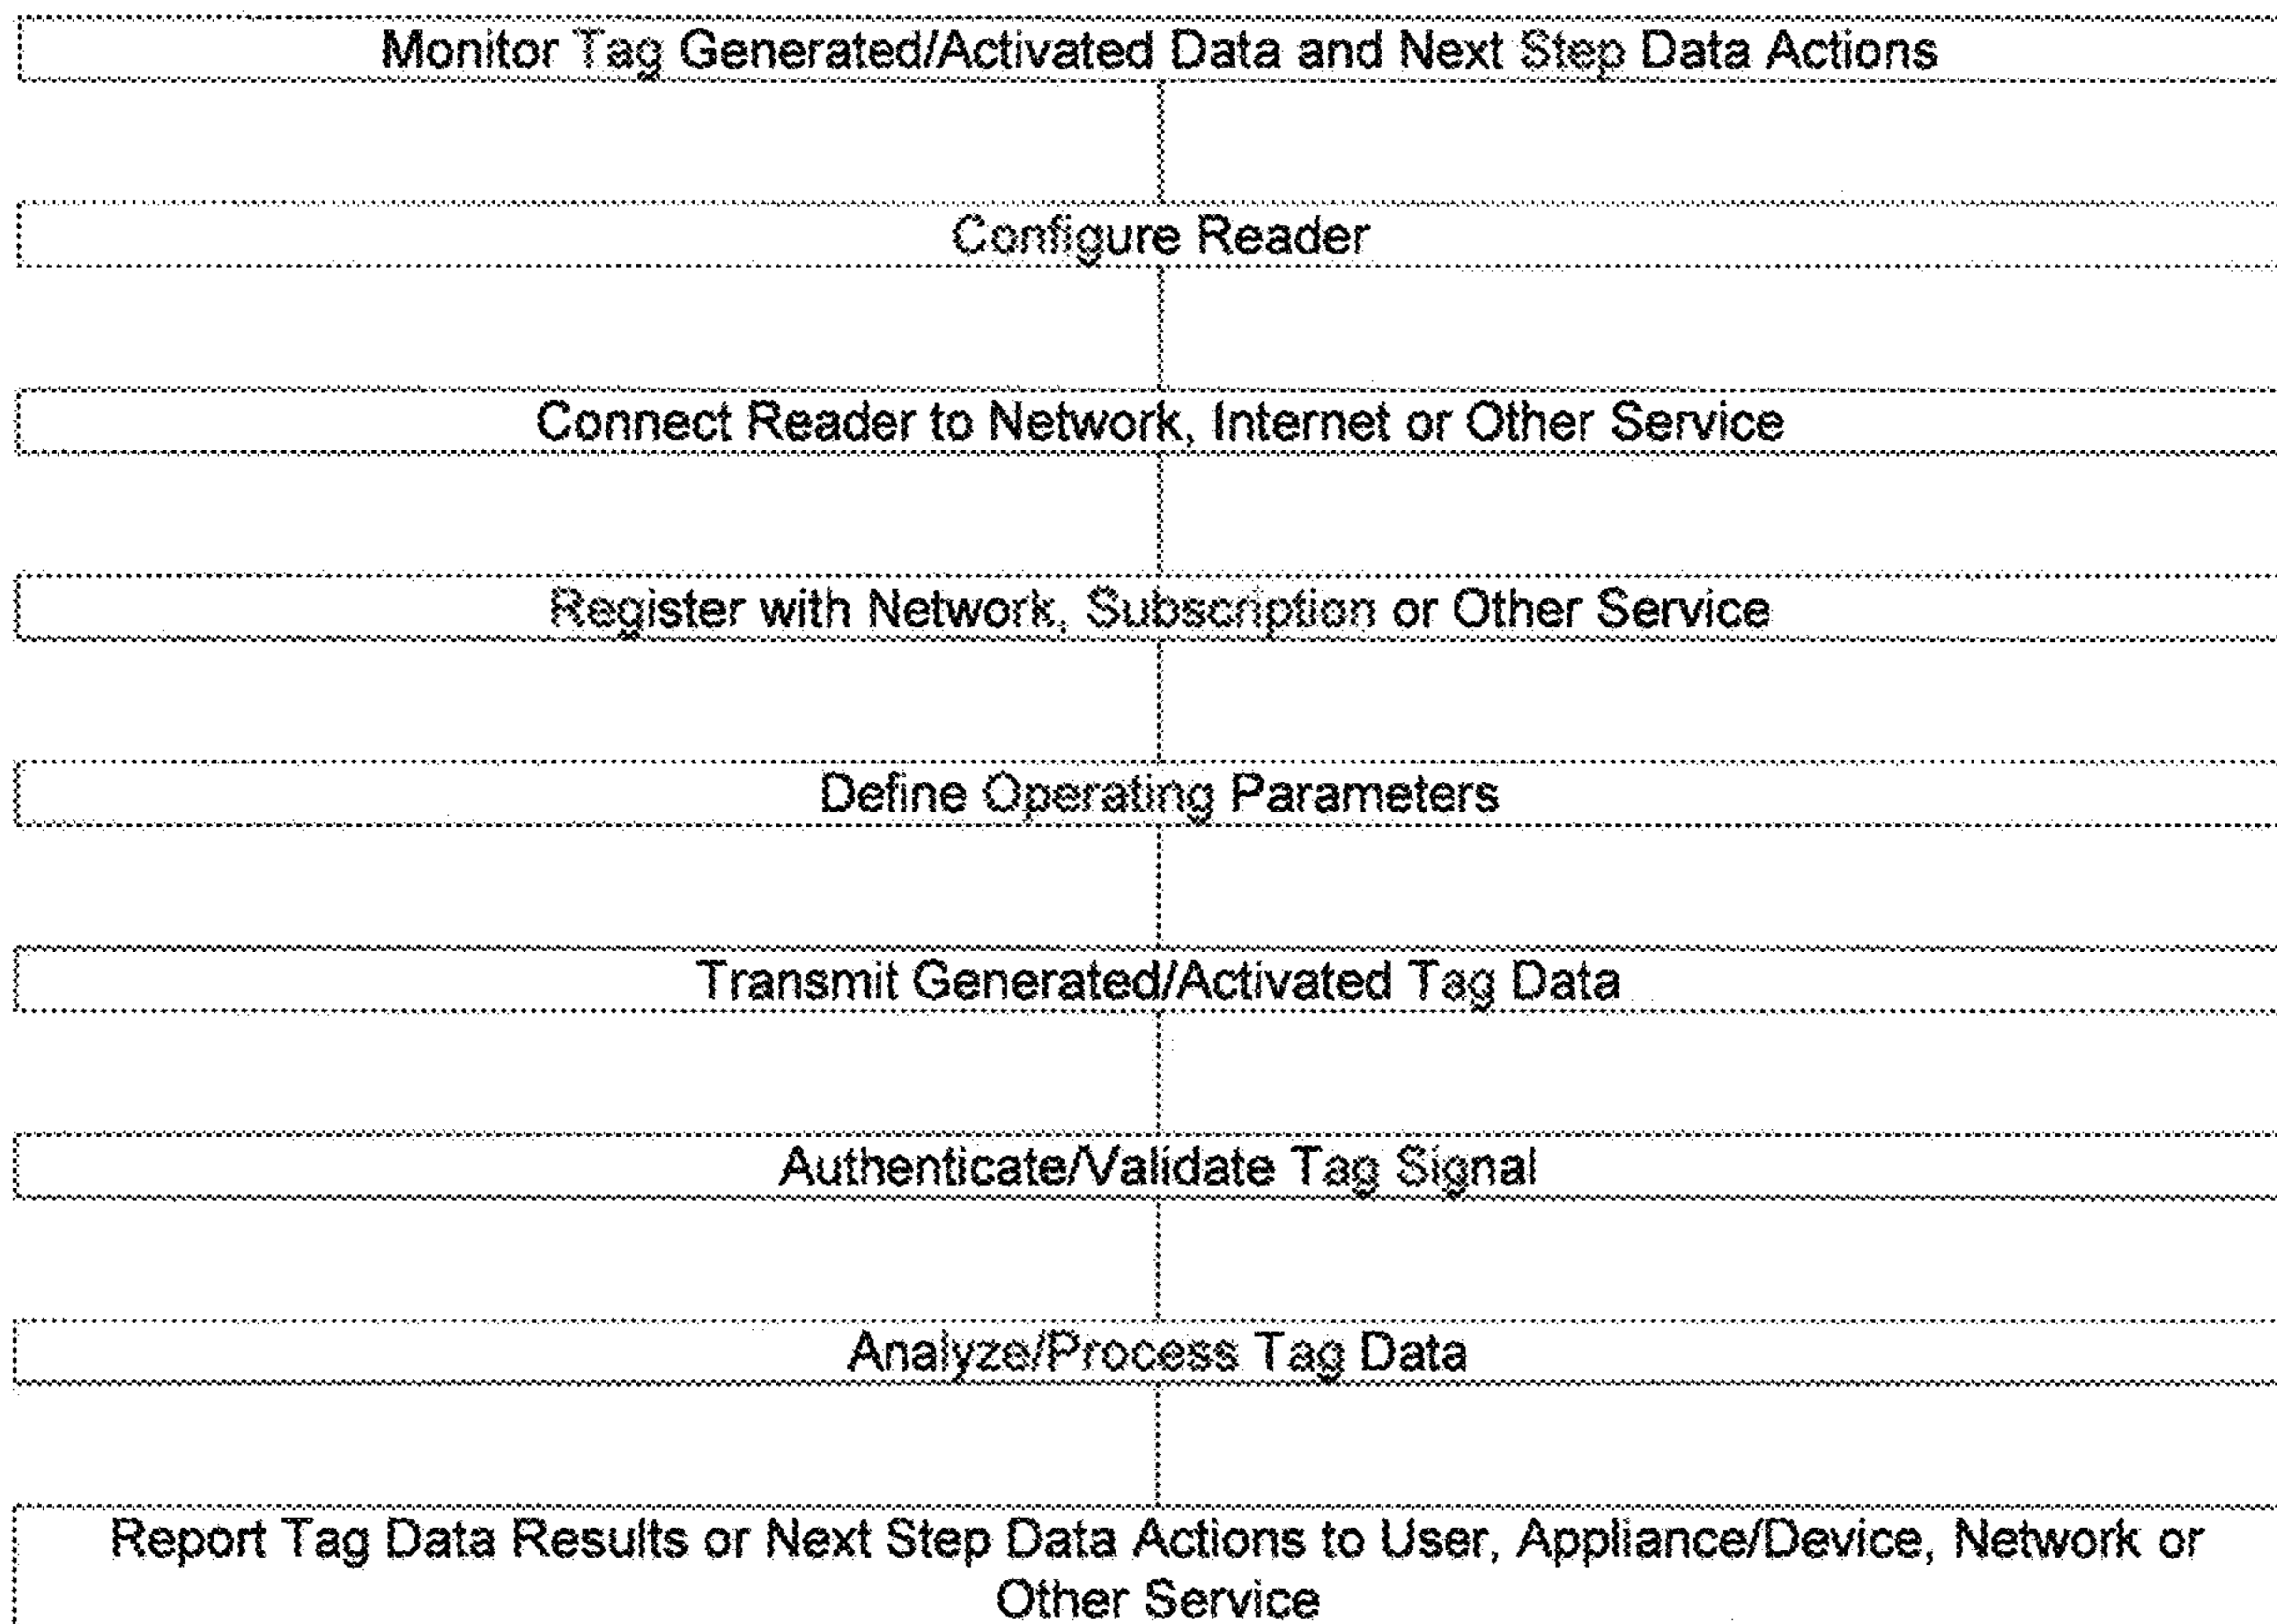 Monitor Tag Generated/Activated Data and Next Step Data Actions
Configure Reader
Connect Reader to Network, Internet or Other Service
Register with Network, Subscription or Other Service
Define Operating Parameters
Transmit Generated/Activated Tag Data
Authenticate/Validate Tag Signal
Analyze/Process Tag Data
Report Tag Data Results or Next Step Data Actions to User, Appliance/Device, Network or
Other Service